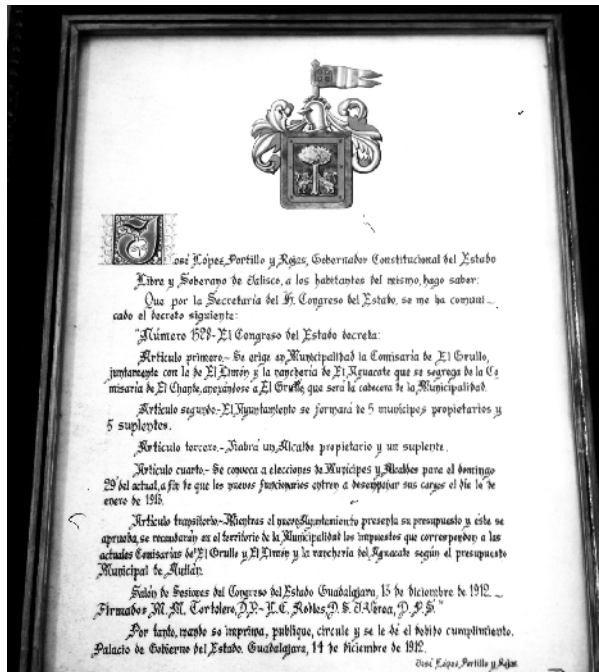 José López Portillo y Rojas, Gobernador Constitucional del Estado
Libre y Soberano de Jalisco, a los habitantes del mismo, hago saber:
Que por la Secretaría del H. Congreso del Estado, se me ha comuni-
cado el decreto siguiente:
"Número 1528-El Congreso del Estado decreta:
Artículo primero.- Se erige en Municipalidad la Comisaría de El Grullo,
juntamente con la de El Limón y la ranchería de El Aguacate que se segrega de la Co
misaría de El Chante, anexándose a El Grullo, que será la cabecera de la Municipalidad.
Artículo segundo.-El Ayuntamiento se formará de 5 munícipes propietarios y
5 suplentes.
Artículo tercero.-Habrá un Alcalde propietario y un suplente.
Artículo cuarto.- Se convoca a elecciones de Munícipes y Alcaldes para el domingo
29 del actual, a fin de que los nuevos funcionarios entren a desempeñar sus cargos el día 1o de
enero de 1913.
Artículo transitorio.-Mientras el nuevo Ayuntamiento presenta su presupuesto y éste se
aprueba, se recaudarán en el territorio de la Municipalidad los impuestos que corresponden a las
actuales Comisarías de El Grullo y El Limón y la ranchería del Aguacate según el presupuesto
Municipal de Autlán.
Salón de Sesiones del Congreso del Estado Guadalajara, 13 de diciembre de 1912.-
Firmados M. M. Tortolero, D.P.- H.C. Robles, D.S. D.P.S."
Por tanto, mando se imprima, publique, circule y se le dé el debido cumplimiento.
Palacio de Gobierno del Estado. Guadalajara, 14 de diciembre de 1912.
José López Portillo y Rojas